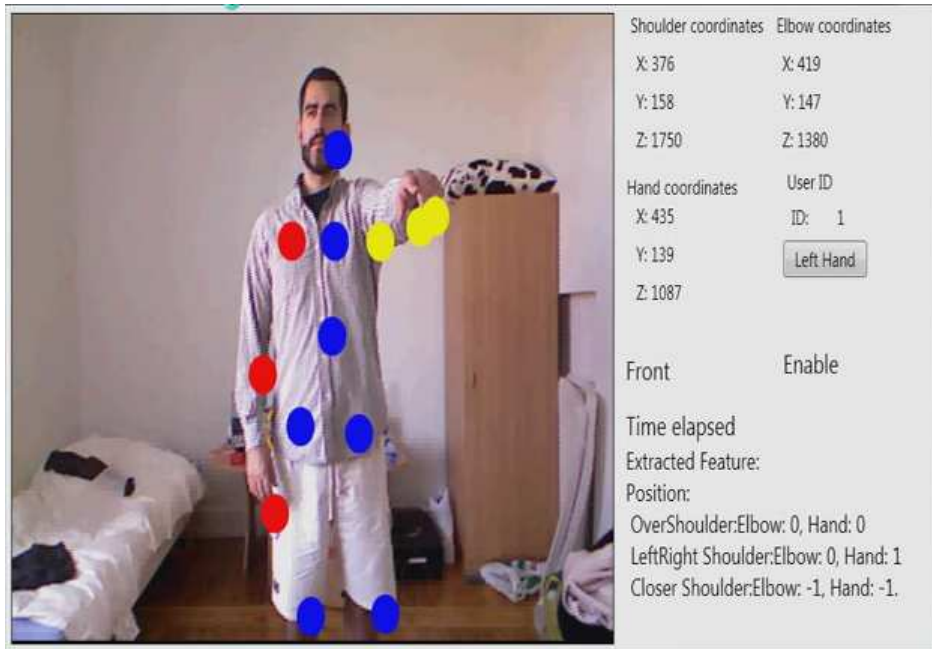 Shoulder coordinates Elbow coordinates
X: 376 X: 419
Y: 158 Y: 147
Z: 1750 Z: 1380
Hand coordinates User ID
X: 435 ID: 1
Y: 139 Left Hand
Z: 1087
Front Enable
Time elapsed
Extracted Feature:
Position:
OverShoulder:Elbow: 0, Hand: 0
LeftRight Shoulder:Elbow: 0, Hand: 1
Closer Shoulder:Elbow: -1, Hand: -1.